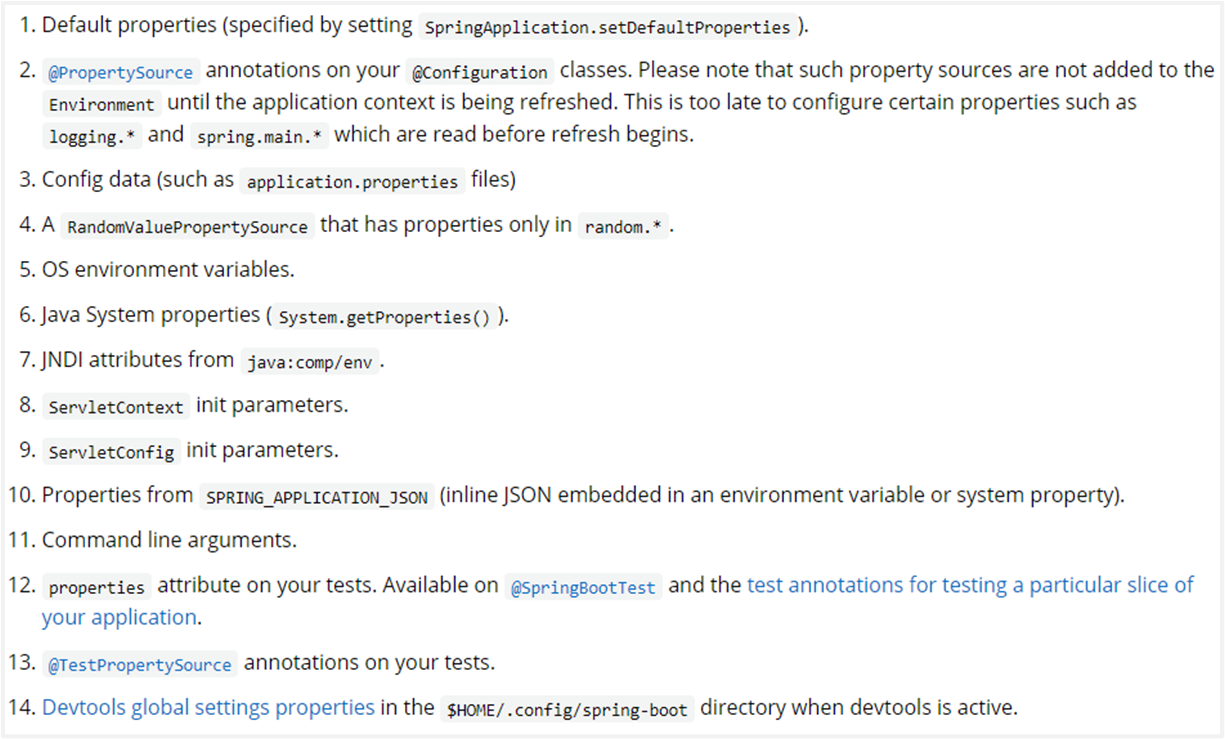 1. Default properties (specified by setting SpringApplication.setDefaultProperties ).
2. @PropertySource annotations on your @Configuration classes. Please note that such property sources are not added to the
Environment until the application context is being refreshed. This is too late to configure certain properties such as
logging.* and spring.main.* which are read before refresh begins.
3. Config data (such as application.properties files)
4. A RandomValuePropertySource that has properties only in random.* .
5. OS environment variables.
6. Java System properties ( System.getProperties() ).
7. JNDI attributes from java:comp/env .
8. ServletContext init parameters.
9. ServletConfig init parameters.
10. Properties from SPRING_APPLICATION_JSON (inline JSON embedded in an environment variable or system property).
11. Command line arguments.
12. properties attribute on your tests. Available on @SpringBootTest and the test annotations for testing a particular slice of
your application.
13. @TestPropertySource annotations on your tests.
14. Devtools global settings properties in the $HOME/.config/spring-boot directory when devtools is active.